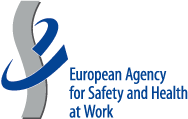 European Agency
for Safety and Health
at Work